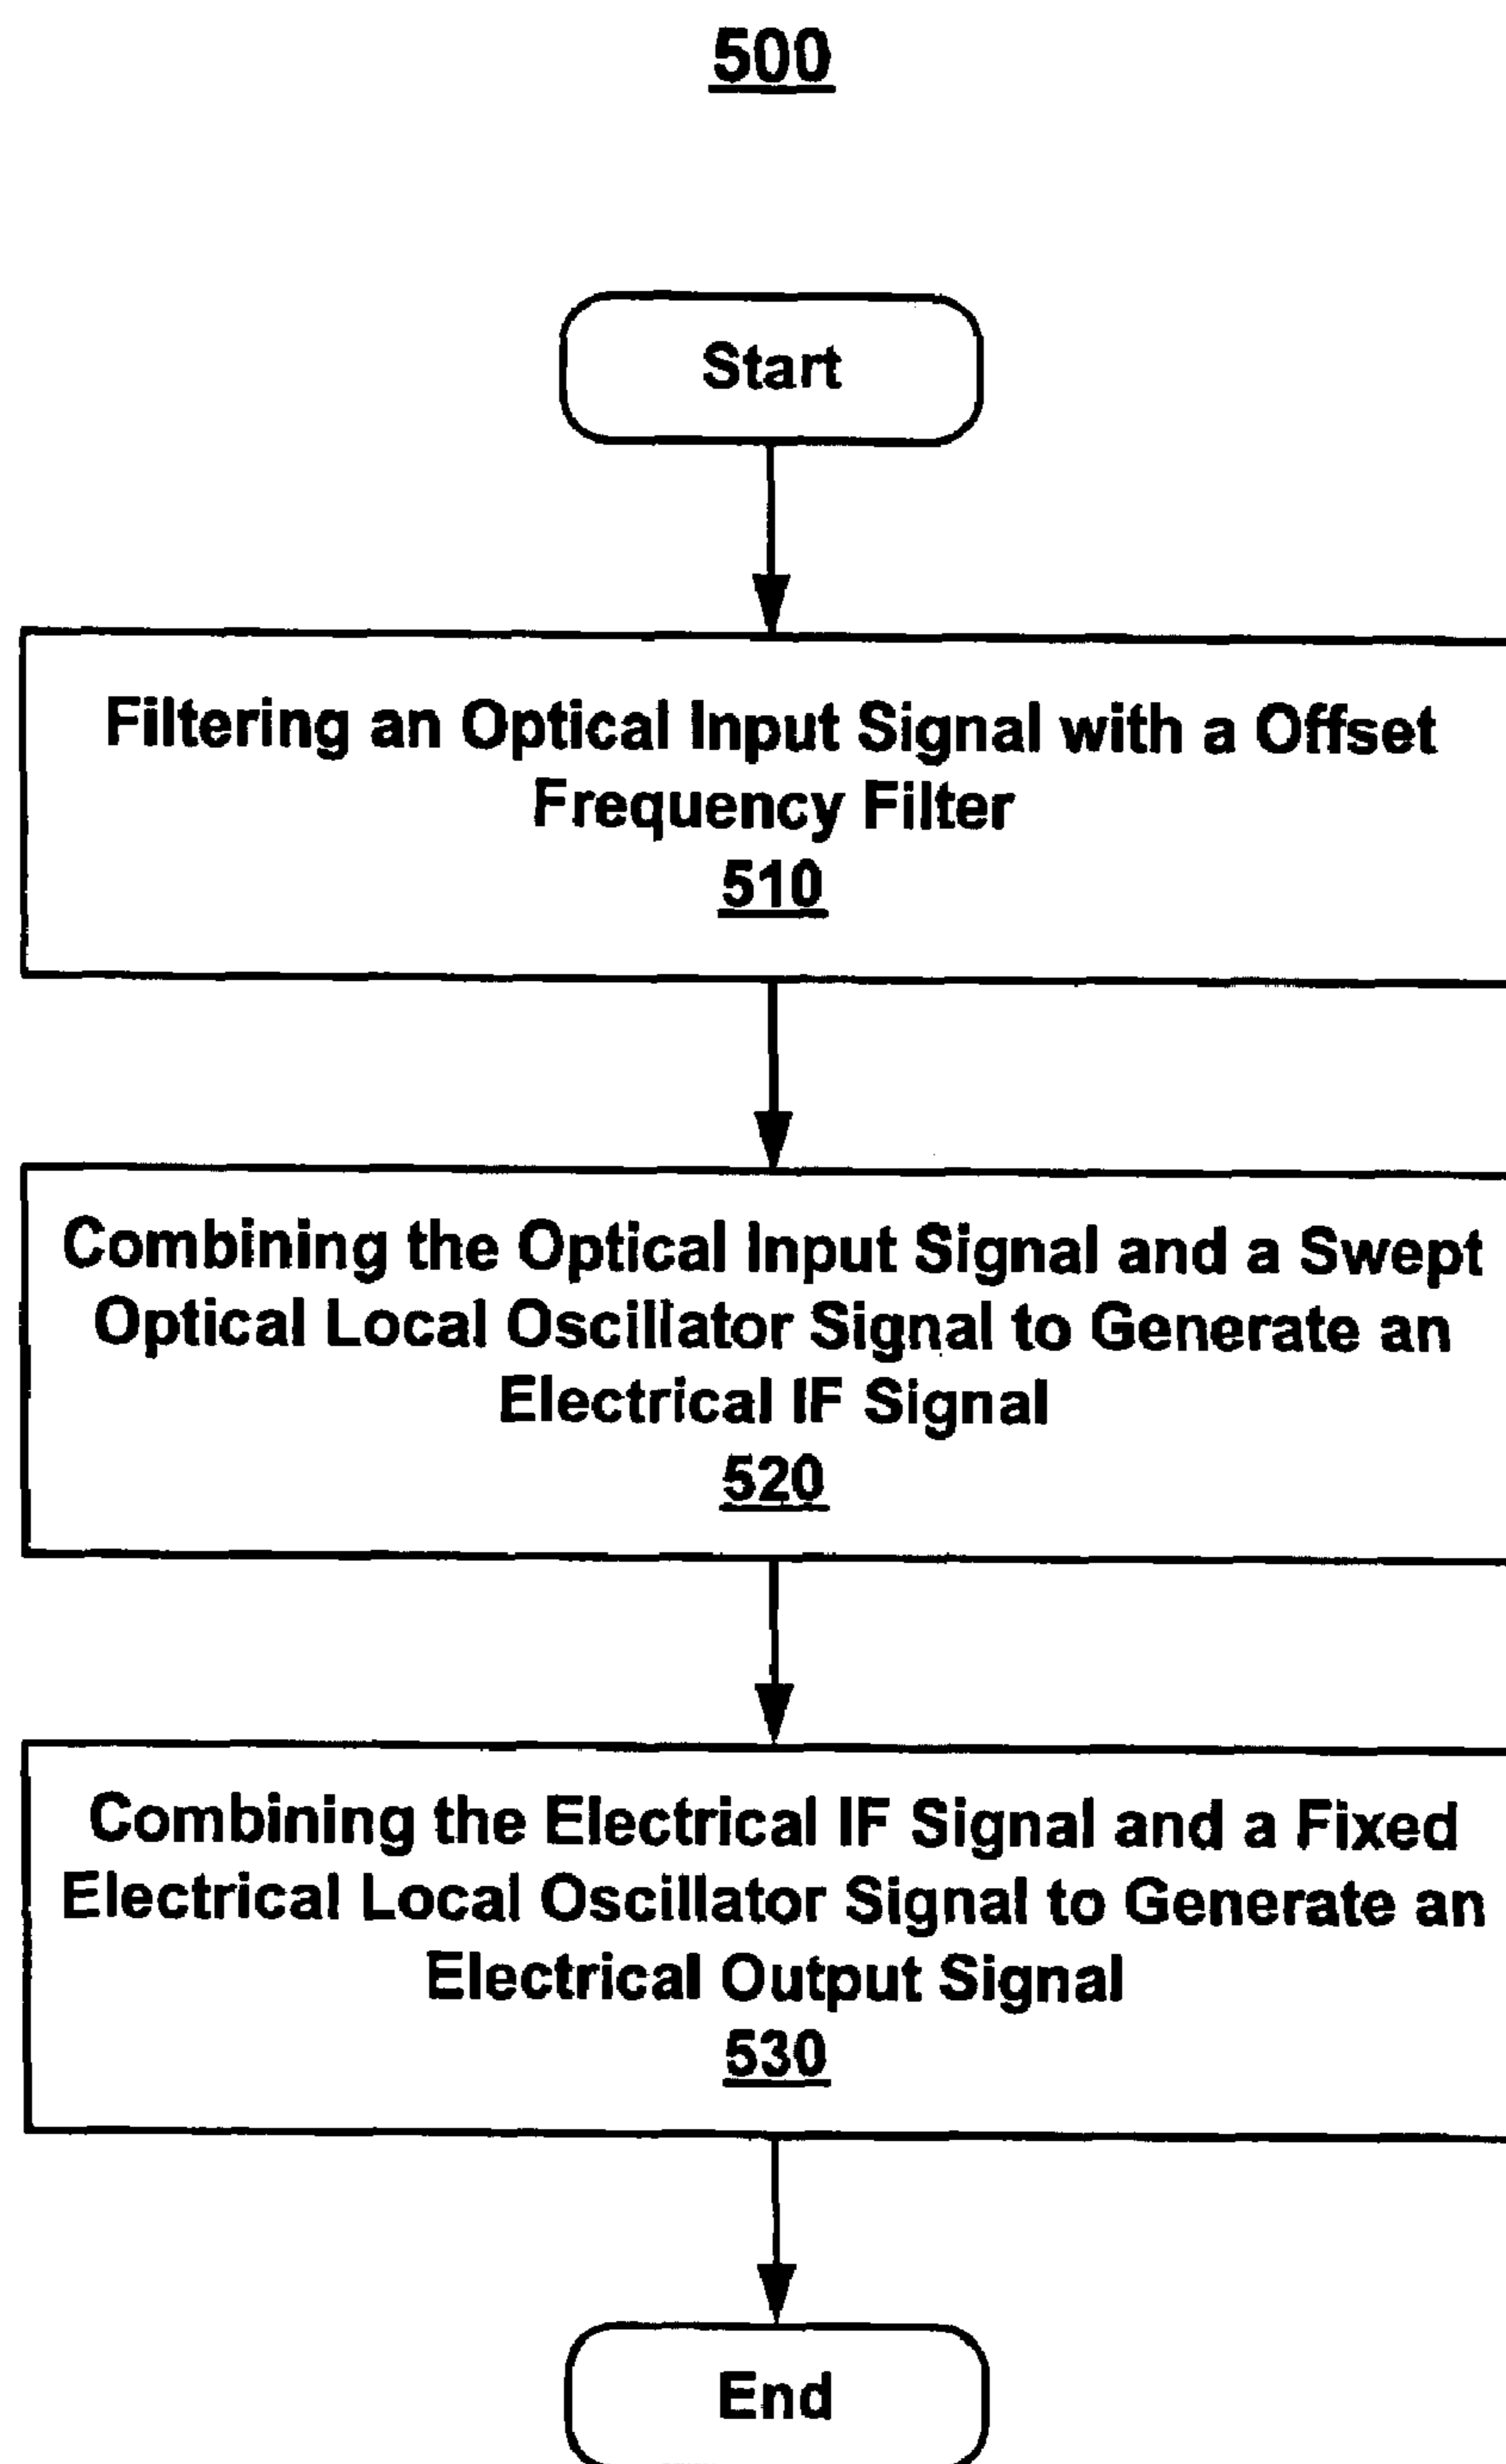 500
Start
Filtering an Optical Input Signal with a Offset
Frequency Filter
510
Combining the Optical Input Signal and a Swept
Optical Local Oscillator Signal to Generate an
Electrical IF Signal
520
Combining the Electrical IF Signal and a Fixed
Electrical Local Oscillator Signal to Generate an
Electrical Output Signal
530
End